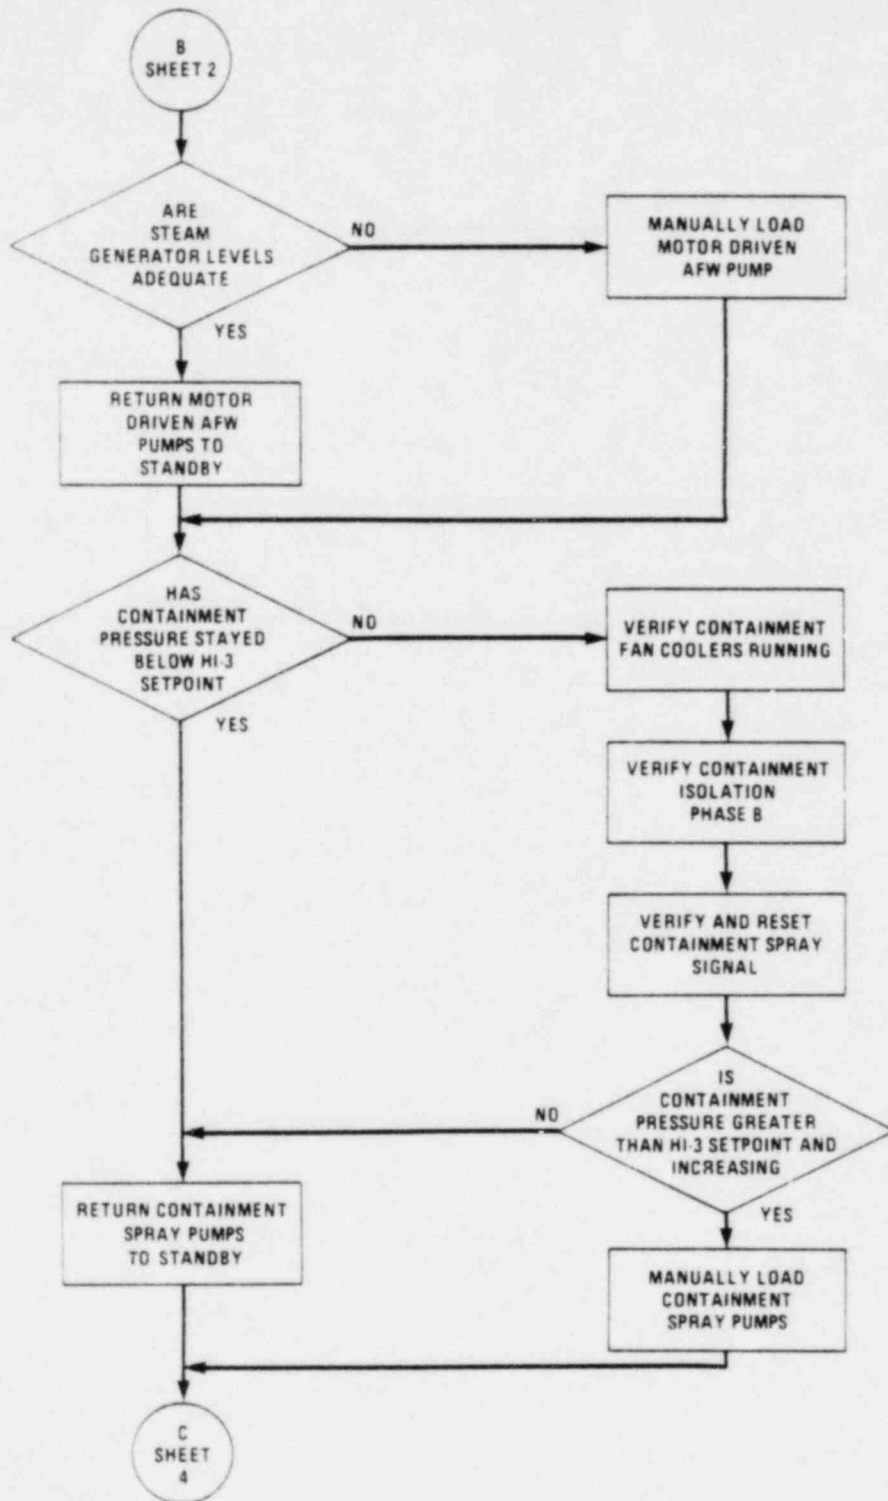 B
SHEET 2
ARE
STEAM
GENERATOR LEVELS
ADEQUATE
NO
MANUALLY LOAD
MOTOR DRIVEN
AFW PUMP
YES
RETURN MOTOR
DRIVEN AFW
PUMPS TO
STANDBY
HAS
CONTAINMENT
PRESSURE STAYED
BELOW HI-3
SETPOINT
NO
VERIFY CONTAINMENT
FAN COOLERS RUNNING
YES
VERIFY CONTAINMENT
ISOLATION
PHASE B
VERIFY AND RESET
CONTAINMENT SPRAY
SIGNAL
IS
CONTAINMENT
PRESSURE GREATER
THAN HI-3 SETPOINT AND
INCREASING
NO
YES
RETURN CONTAINMENT
SPRAY PUMPS
TO STANDBY
MANUALLY LOAD
CONTAINMENT
SPRAY PUMPS
C
SHEET
4